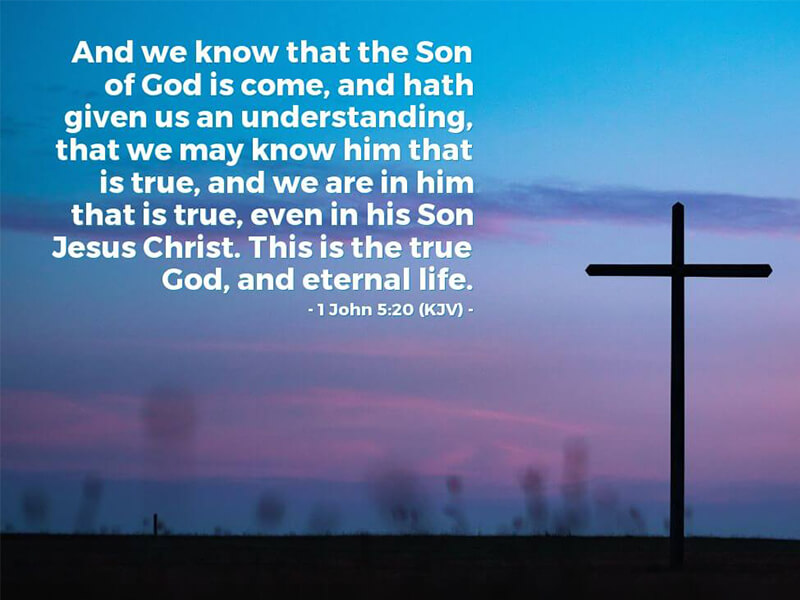 And we know that the Son
of God is come, and hath
given us an understanding,
that we may know him that
is true, and we are in him
that is true, even in his Son
Jesus Christ. This is the true
God, and eternal life.
- 1 John 5:20 (KJV) -